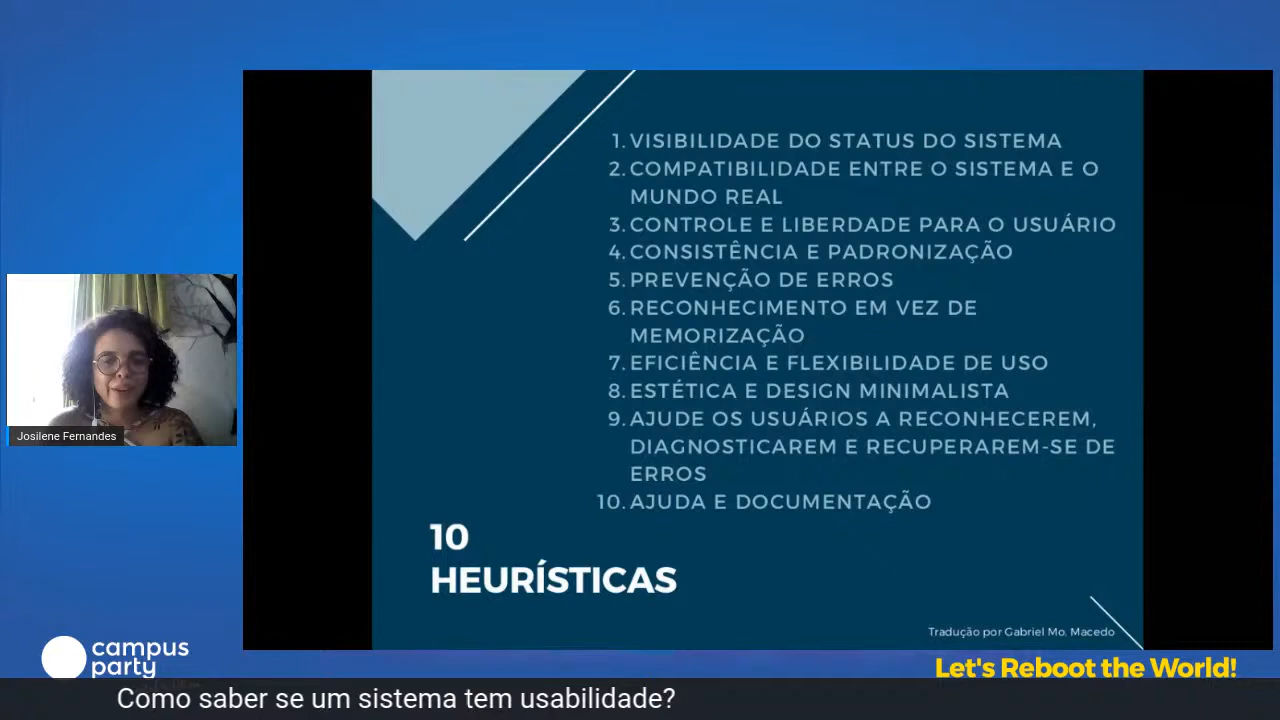 1. VISIBILIDADE DO STATUS DO SISTEMA
2. COMPATIBILIDADE ENTRE O SISTEMA E O
MUNDO REAL
3. CONTROLE E LIBERDADE PARA O USUÁRIO
4. CONSISTÊNCIA E PADRONIZAÇÃO
5. PREVENÇÃO DE ERROS
6. RECONHECIMENTO EM VEZ DE
MEMORIZAÇÃO
7. EFICIÊNCIA E FLEXIBILIDADE DE USO
8. ESTÉTICA E DESIGN MINIMALISTA
9. AJUDE OS USUÁRIOS A RECONHECEREM,
DIAGNOSTICAREM E RECUPERAREM-SE DE
ERROS
10. AJUDA E DOCUMENTAÇÃO
10
HEURÍSTICAS
Tradução por Gabriel Mo. Macedo
Josilene Fernandes
campus
party
Let's Reboot the World!
Como saber se um sistema tem usabilidade?